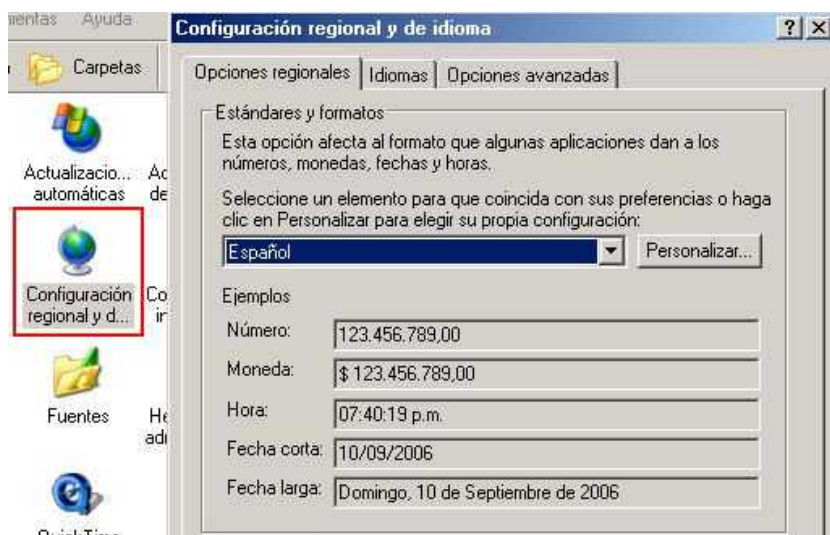 Ayuda
Carpetas
Actualizacio...
automáticas
Configuración
regional y d...
Fuentes
Configuración regional y de idioma
Opciones regionales
Idiomas
Opciones avanzadas
Estándares y formatos
Esta opción afecta al formato que algunas aplicaciones dan a los
números, monedas, fechas y horas.
Seleccione un elemento para que coincida con sus preferencias o haga
clic en Personalizar para elegir su propia configuración:
Español
Personalizar...
Ejemplos
Número: 123.456.789,00
Moneda: $ 123.456.789,00
Hora: 07:40:19 p.m.
Fecha corta: 10/09/2006
Fecha larga: Domingo, 10 de Septiembre de 2006